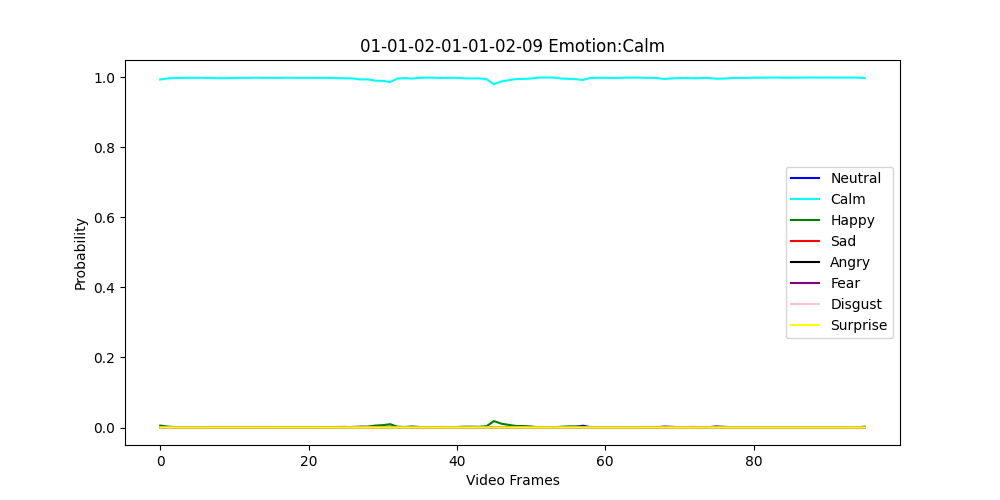 01-01-02-01-01-02-09 Emotion:Calm
1.0
0.8
0.6
0.4
0.2
0.0
Probability
0
20
40
60
80
Video Frames
Neutral
Calm
Happy
Sad
Angry
Fear
Disgust
Surprise